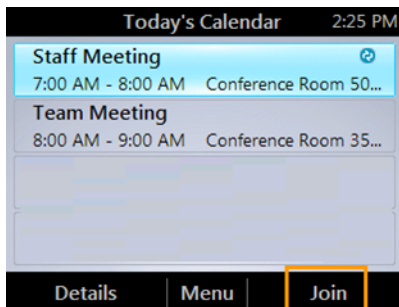 Today's Calendar 2:25 PM
Staff Meeting
7:00 AM - 8:00 AM Conference Room 50...
Team Meeting
8:00 AM - 9:00 AM Conference Room 35...
Details Menu Join